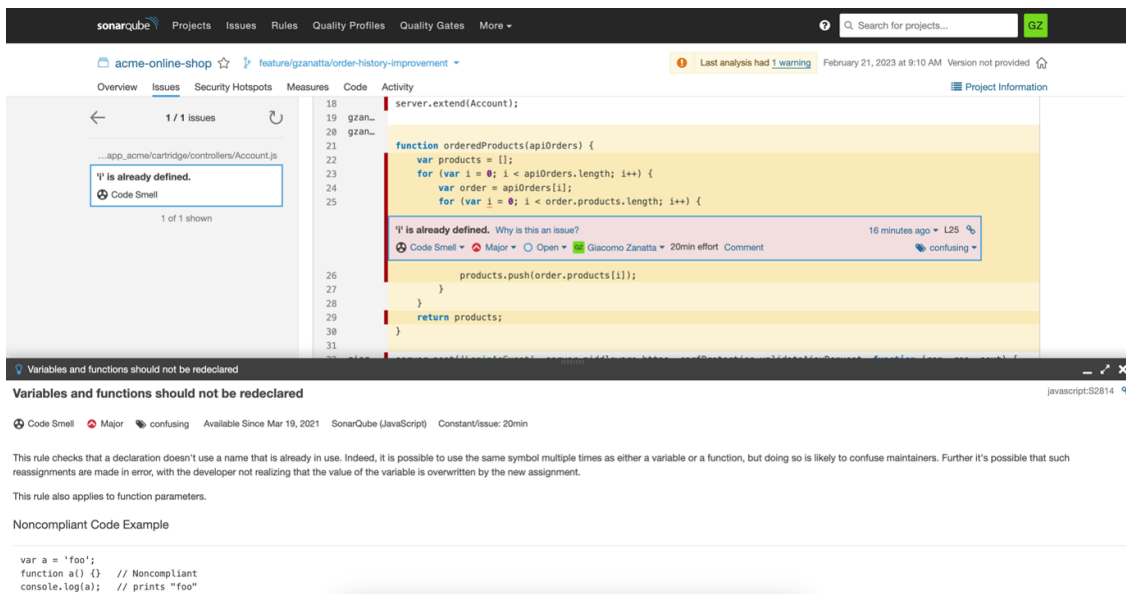 sonarqube Projects Issues Rules Quality Profiles Quality Gates More Search for projects... GZ
acme-online-shop feature/gzanatta/order-history-improvement Last analysis had 1 warning February 21, 2023 at 9:10 AM Version not provided
Overview Issues Security Hotspots Measures Code Activity Project Information
1 / 1 issues
...app_acme/cartridge/controllers/Account.js
'i' is already defined.
Code Smell
1 of 1 shown
18 server.extend(Account);
19 gzan...
20 gzan...
21 function orderedProducts(apiOrders) {
22 var products = [];
23 for (var i = 0; i < apiOrders.length; i++) {
24 var order = apiOrders[i];
25 for (var i = 0; i < order.products.length; i++) {
'i' is already defined. Why is this an issue? 16 minutes ago L25
Code Smell Major Open GZ Giacomo Zanatta 20min effort Comment confusing
26 products.push(order.products[i]);
27 }
28 }
29 return products;
30 }
31
Variables and functions should not be redeclared
Variables and functions should not be redeclared javascript:S2814
Code Smell Major confusing Available Since Mar 19, 2021 SonarQube (JavaScript) Constant/issue: 20min
This rule checks that a declaration doesn't use a name that is already in use. Indeed, it is possible to use the same symbol multiple times as either a variable or a function, but doing so is likely to confuse maintainers. Further it's possible that such
reassignments are made in error, with the developer not realizing that the value of the variable is overwritten by the new assignment.
This rule also applies to function parameters.
Noncompliant Code Example
var a = 'foo';
function a() {} // Noncompliant
console.log(a); // prints "foo"